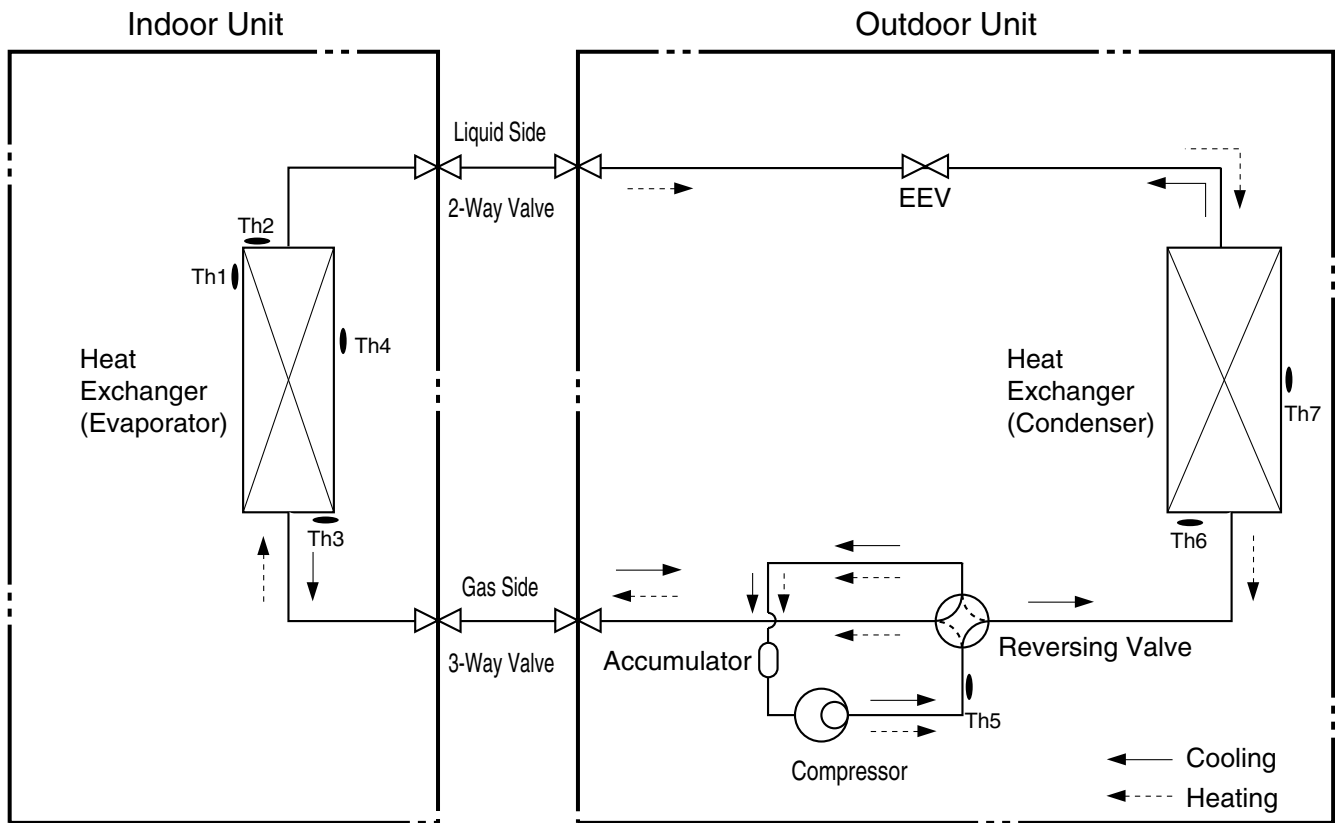 Indoor Unit
Outdoor Unit
Liquid Side
2-Way Valve
EEV
Th2
Th1
Th4
Heat
Exchanger
(Evaporator)
Heat
Exchanger
(Condenser)
Th7
Th3
Th6
Gas Side
3-Way Valve
Accumulator
Reversing Valve
Th5
Compressor
Cooling
Heating